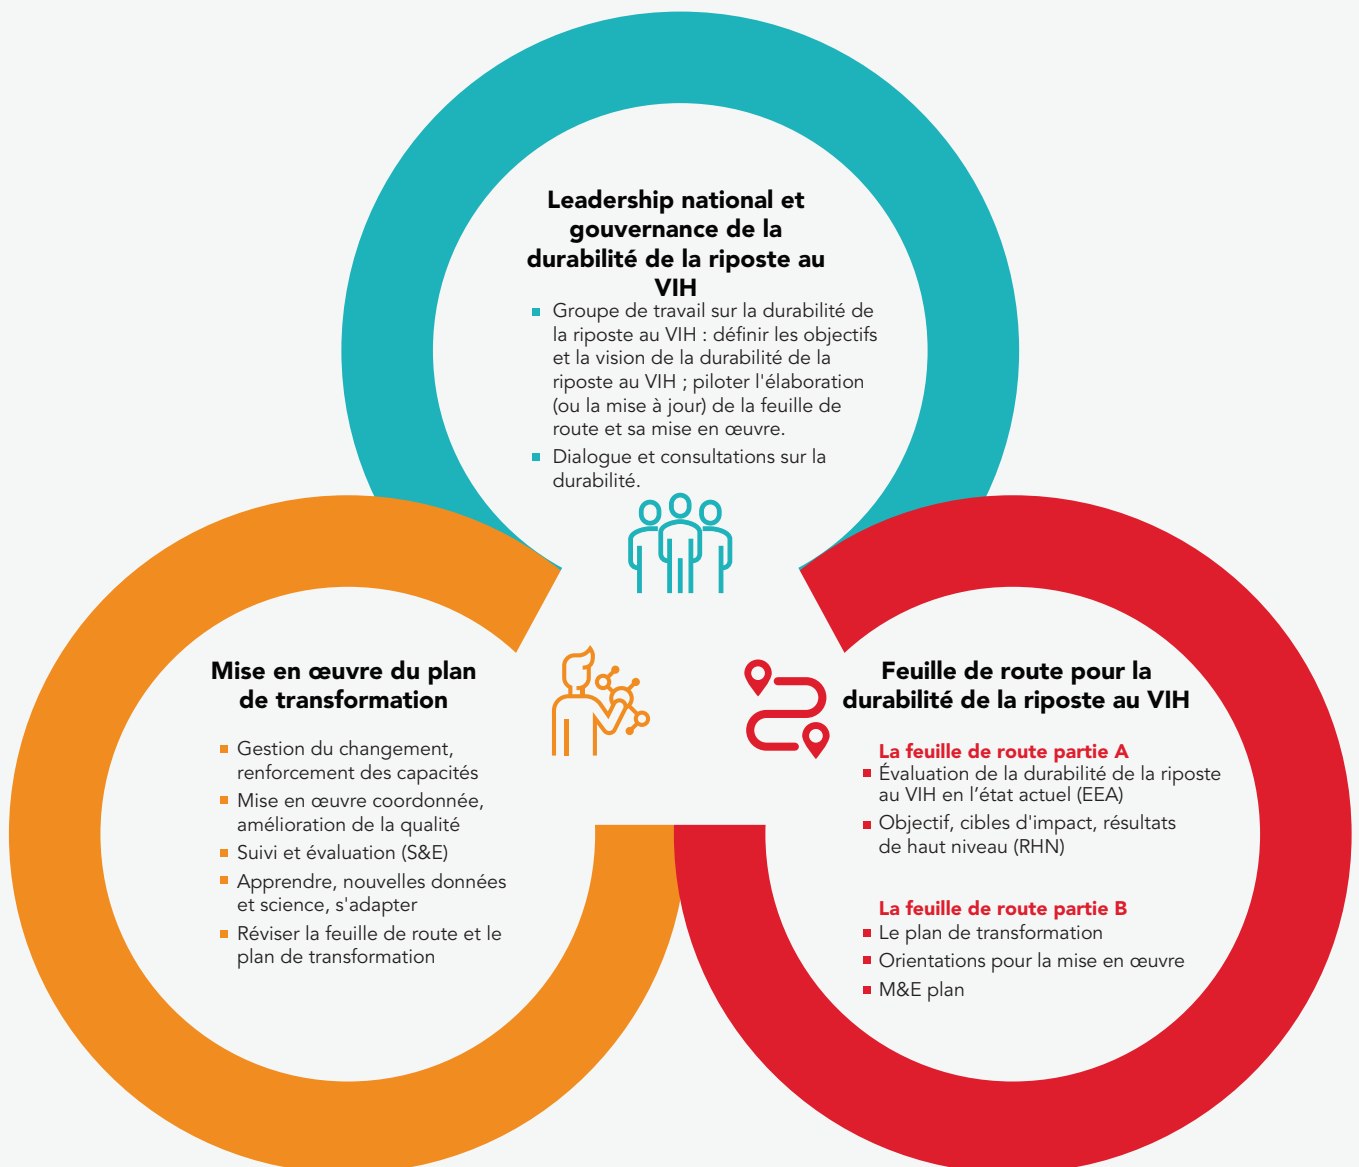 Leadership national et
gouvernance de la
durabilité de la riposte au
VIH
Groupe de travail sur la durabilité de
la riposte au VIH : définir les objectifs
et la vision de la durabilité de la
riposte au VIH ; piloter l'élaboration
(ou la mise à jour) de la feuille de
route et sa mise en œuvre.
Dialogue et consultations sur la
durabilité.
Mise en œuvre du plan
de transformation
Gestion du changement,
renforcement des capacités
Mise en œuvre coordonnée,
amélioration de la qualité
Suivi et évaluation (S&E)
Apprendre, nouvelles données
et science, s'adapter
Réviser la feuille de route et le
plan de transformation
Feuille de route pour la
durabilité de la riposte au VIH
La feuille de route partie A
Évaluation de la durabilité de la riposte
au VIH en l’état actuel (EEA)
Objectif, cibles d'impact, résultats
de haut niveau (RHN)
La feuille de route partie B
Le plan de transformation
Orientations pour la mise en œuvre
M&E plan